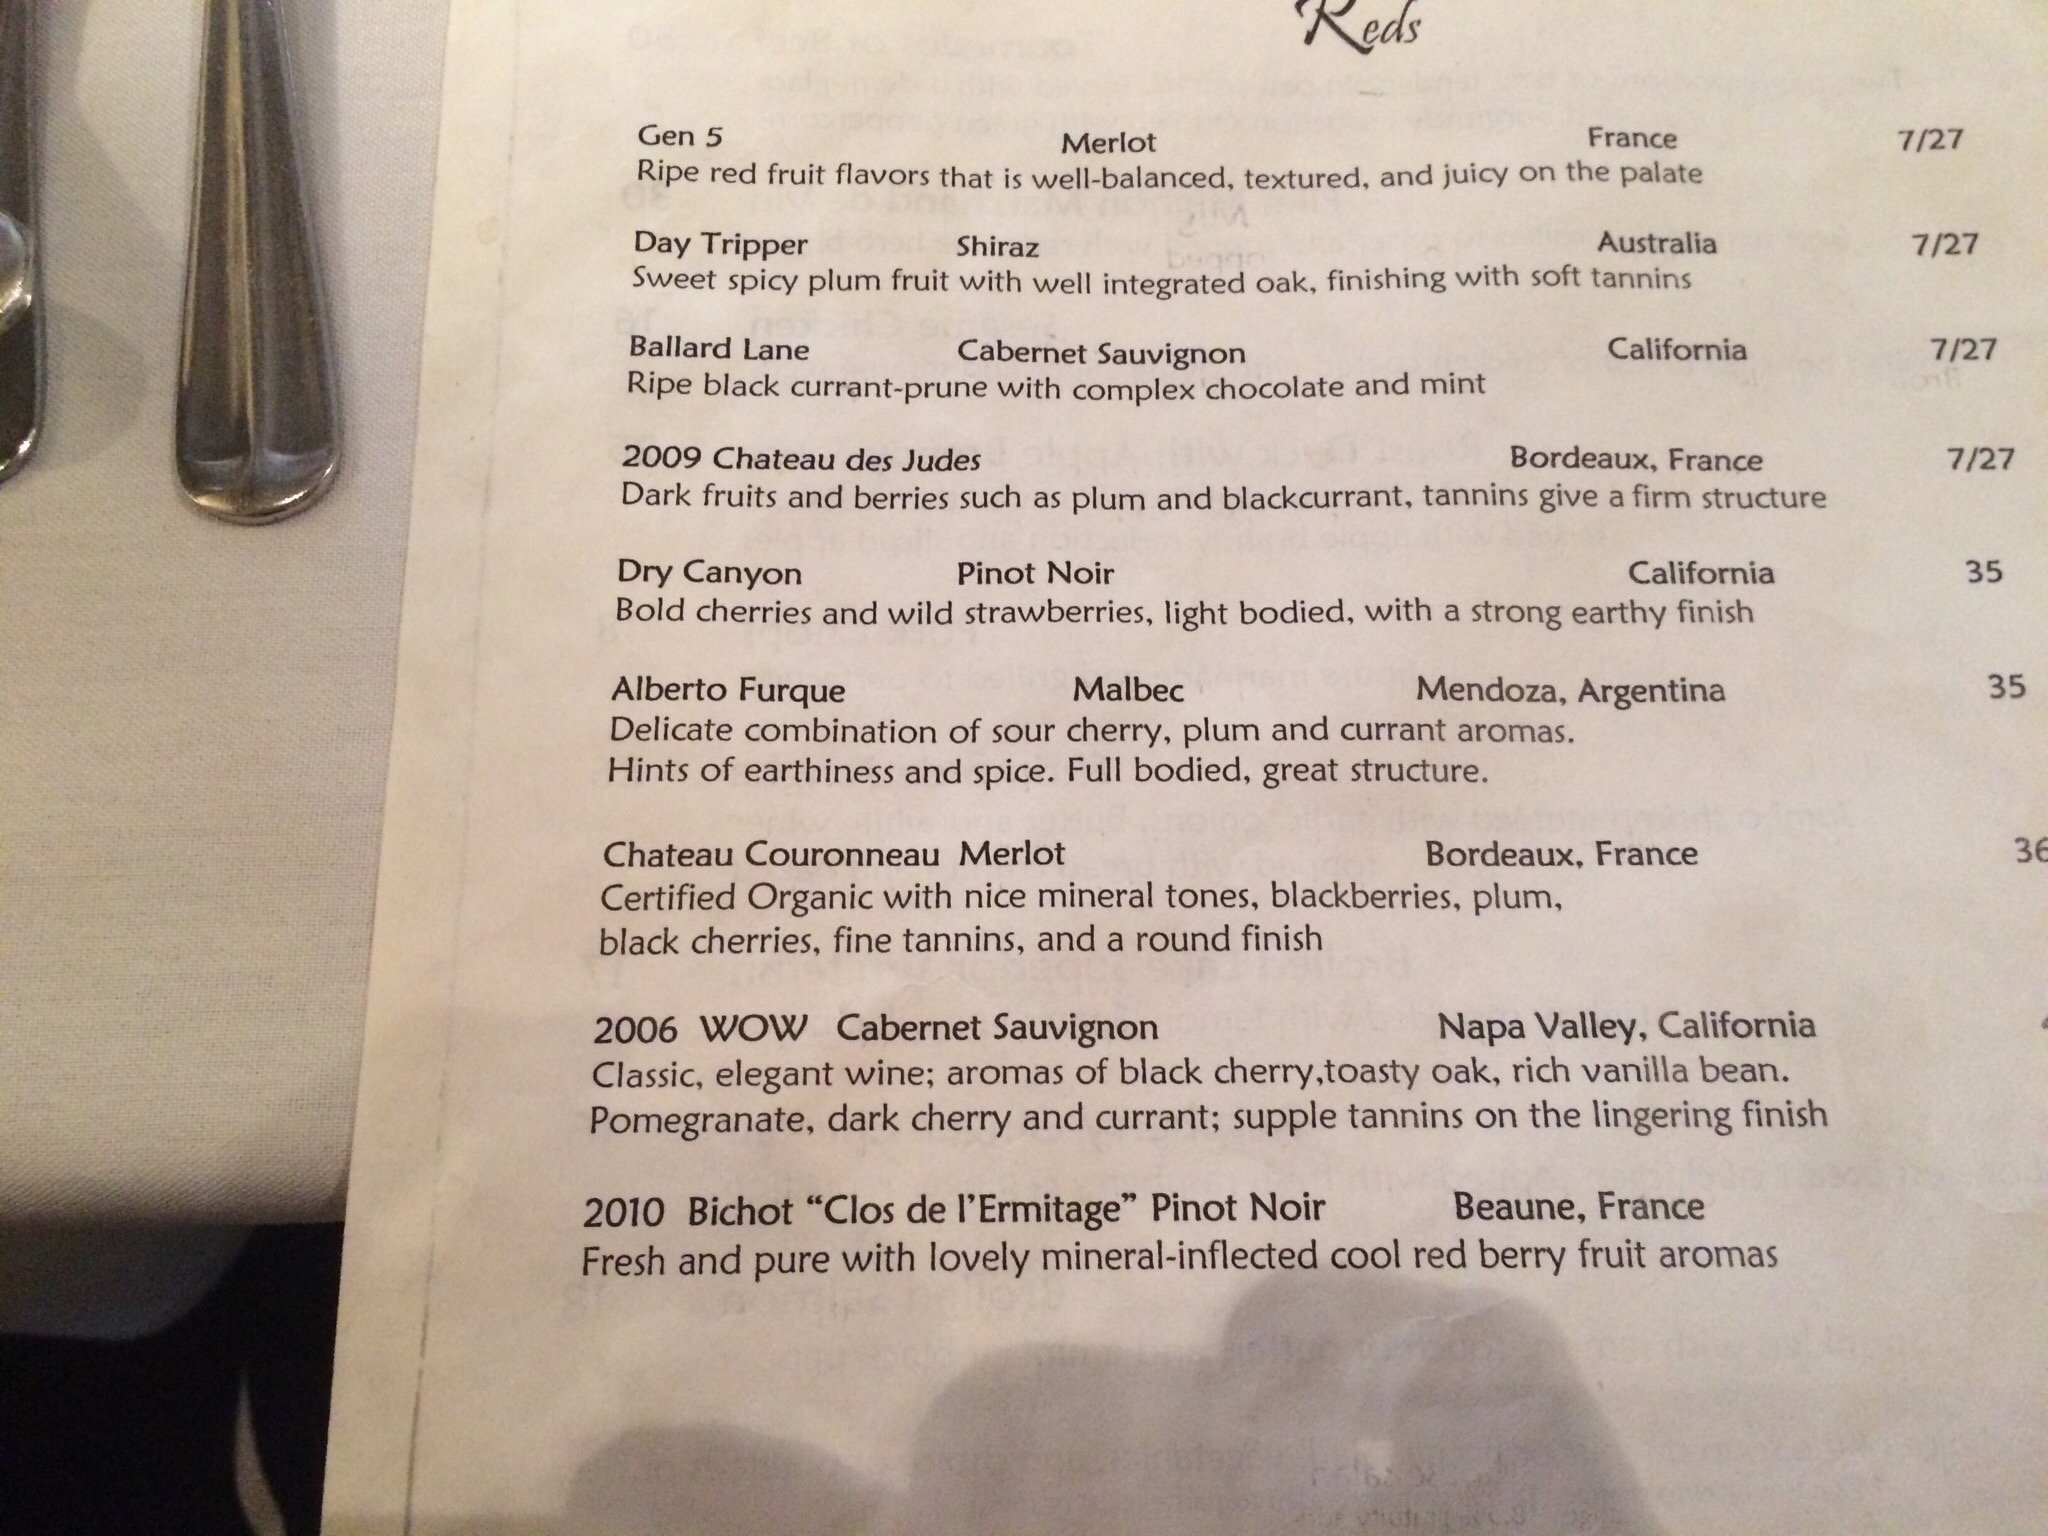 Reds
Gen 5 Merlot France 7/27
Ripe red fruit flavors that is well-balanced, textured, and juicy on the palate
Day Tripper Shiraz Australia 7/27
Sweet spicy plum fruit with well integrated oak, finishing with soft tannins
Ballard Lane Cabernet Sauvignon California 7/27
Ripe black currant-prune with complex chocolate and mint
2009 Chateau des Judes Bordeaux, France 7/27
Dark fruits and berries such as plum and blackcurrant, tannins give a firm structure
Dry Canyon Pinot Noir California 35
Bold cherries and wild strawberries, light bodied, with a strong earthy finish
Alberto Furque Malbec Mendoza, Argentina 35
Delicate combination of sour cherry, plum and currant aromas.
Hints of earthiness and spice. Full bodied, great structure.
Chateau Couronneau Merlot Bordeaux, France 36
Certified Organic with nice mineral tones, blackberries, plum,
black cherries, fine tannins, and a round finish
2006 WOW Cabernet Sauvignon Napa Valley, California
Classic, elegant wine; aromas of black cherry,toasty oak, rich vanilla bean.
Pomegranate, dark cherry and currant; supple tannins on the lingering finish
2010 Bichot “Clos de l'Ermitage” Pinot Noir Beaune, France
Fresh and pure with lovely mineral-inflected cool red berry fruit aromas